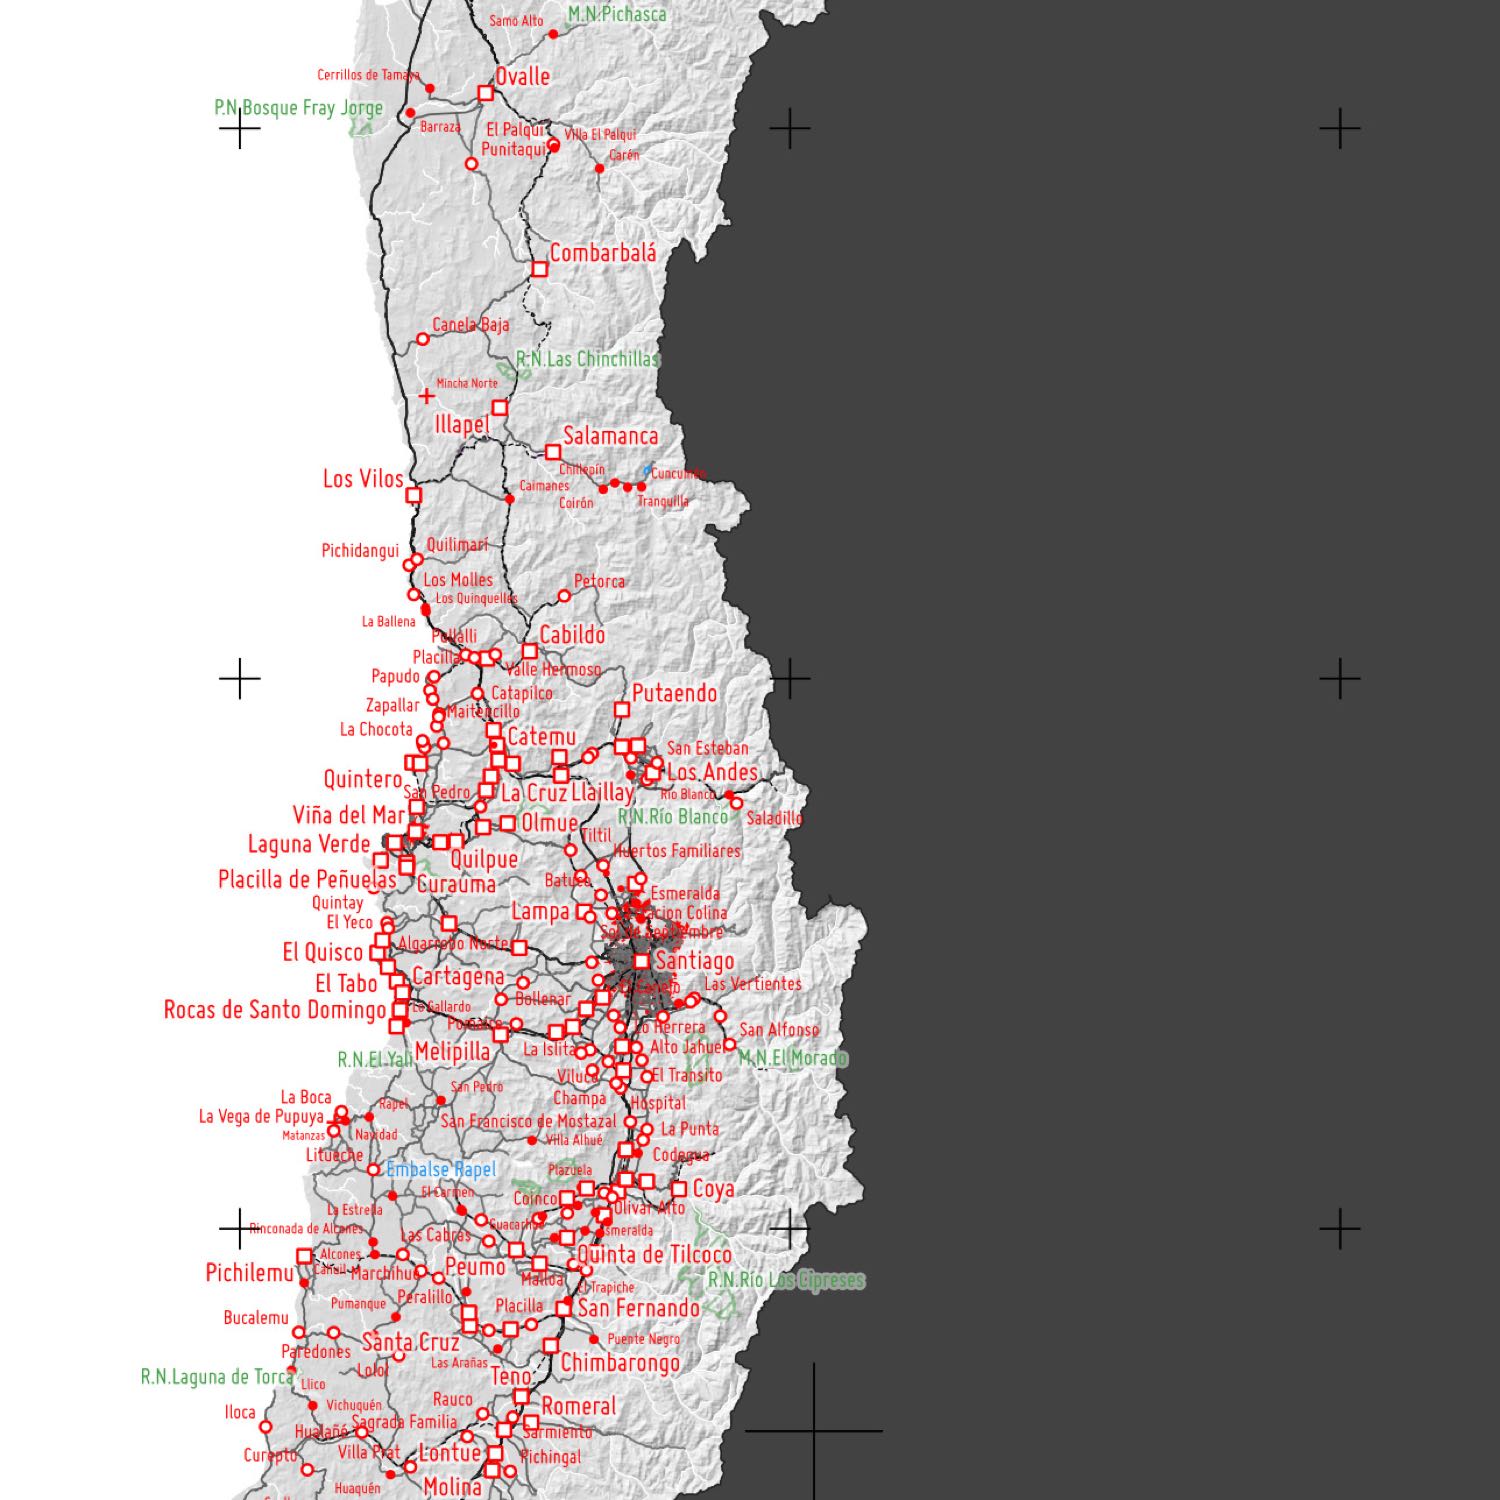 M.N.Pichasca
Samo Alto
Cerrillos de Tamaya
Ovalle
P.N.Bosque Fray Jorge
Barraza
El Palqui
Villa El Palqui
Punitaqui
Carén
Combarbalá
Canela Baja
R.N.Las Chinchillas
Mincha Norte
Illapel
Salamanca
Chillepín
Cuncumén
Los Vilos
Caimanes
Coirón
Tranquilla
Pichidangui
Quilimarí
Los Molles
Petorca
Los Quinquelles
La Ballena
Pullalli
Cabildo
Placilla
Valle Hermoso
Papudo
Catapilco
Putaendo
Zapallar
Maitencillo
La Chocota
Catemu
San Esteban
Quintero
Los Andes
San Pedro
La Cruz
Llaillay
Río Blanco
Viña del Mar
R.N.Río Blanco
Saladillo
Olmue
Tiltil
Laguna Verde
Quilpue
Huertos Familiares
Placilla de Peñuelas
Curauma
Batuco
Esmeralda
Quintay
Lampa
Estacion Colina
El Yeco
Sol de Septiembre
El Quisco
Algarrobo Norte
Santiago
El Tabo
Cartagena
El Canelo
Las Vertientes
Rocas de Santo Domingo
Lo Gallardo
Bollenar
Pomaire
Lo Herrera
San Alfonso
R.N.El Yali
Melipilla
La Islita
Alto Jahuel
M.N.El Morado
Viluco
El Transito
San Pedro
La Boca
Rapel
Champa
Hospital
La Vega de Pupuya
San Francisco de Mostazal
La Punta
Matanzas
Navidad
Villa Alhué
Litueche
Codegua
Embalse Rapel
Plazuela
El Carmen
Coinco
Coya
La Estrella
Olivar Alto
Rinconada de Alcones
Guacarhue
Esmeralda
Las Cabras
Alcones
Quinta de Tilcoco
Pichilemu
Cahuil
Marchihue
Peumo
Malloa
R.N.Río Los Cipreses
El Trapiche
Pumanque
Peralillo
Placilla
San Fernando
Bucalemu
Santa Cruz
Puente Negro
Paredones
Lolol
Las Arañas
Chimbarongo
R.N.Laguna de Torca
Teno
Llico
Vichuquén
Rauco
Romeral
Iloca
Hualañé
Sagrada Familia
Sarmiento
Curepto
Villa Prat
Lontue
Pichingal
Huaquén
Molina